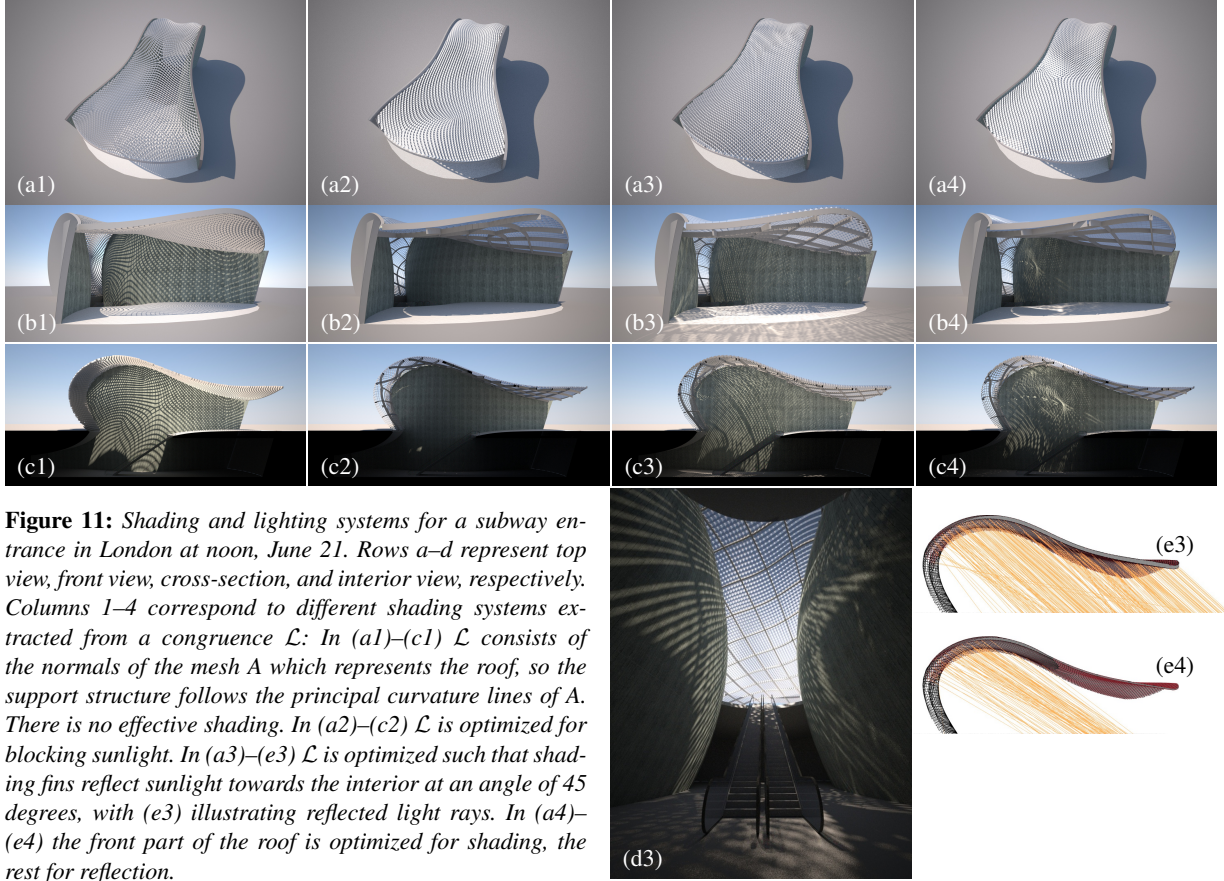 (a1)
(a2)
(a3)
(a4)
(b1)
(b2)
(b3)
(b4)
(c1)
(c2)
(c3)
(c4)
Figure 11: Shading and lighting systems for a subway en-
trance in London at noon, June 21. Rows a–d represent top
view, front view, cross-section, and interior view, respectively.
Columns 1–4 correspond to different shading systems ex-
tracted from a congruence ℒ: In (a1)–(c1) ℒ consists of
the normals of the mesh A which represents the roof, so the
support structure follows the principal curvature lines of A.
There is no effective shading. In (a2)–(c2) ℒ is optimized for
blocking sunlight. In (a3)–(e3) ℒ is optimized such that shad-
ing fins reflect sunlight towards the interior at an angle of 45
degrees, with (e3) illustrating reflected light rays. In (a4)–
(e4) the front part of the roof is optimized for shading, the
rest for reflection.
(d3)
(e3)
(e4)